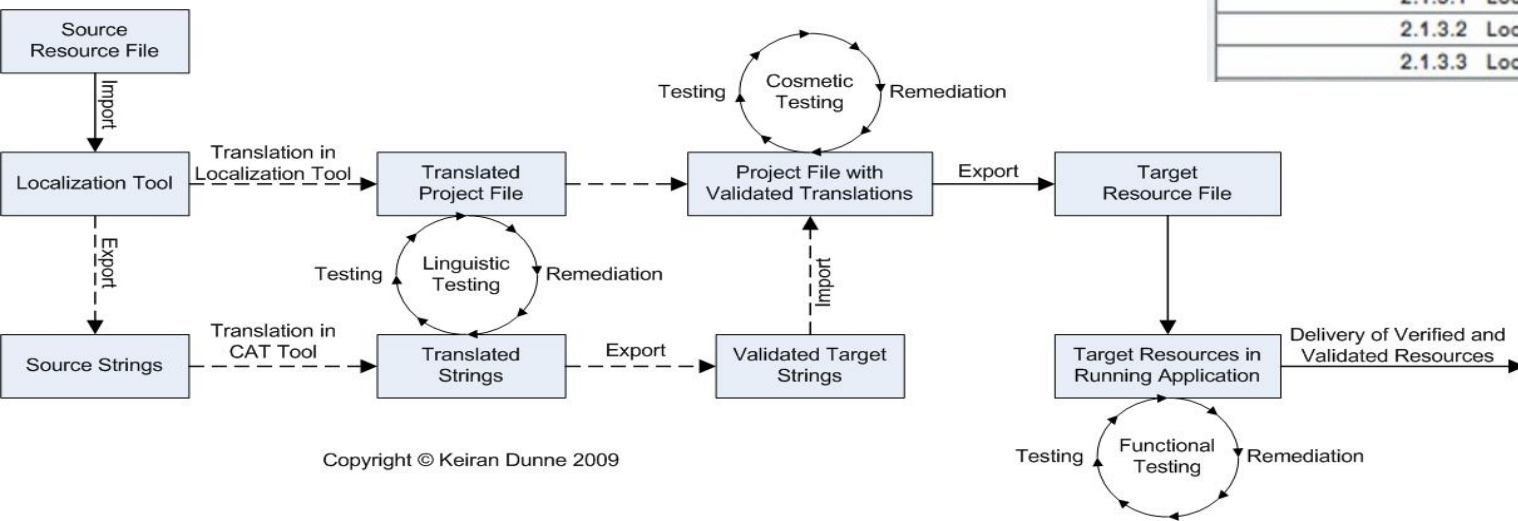 Source
Resource File
Import
Localization Tool
Translation in
Localization Tool
Translated
Project File
Export
Source Strings
Translation in
CAT Tool
Translated
Strings
Testing
Linguistic
Testing
Remediation
Export
Validated Target
Strings
Import
Project File with
Validated Translations
Testing
Cosmetic
Testing
Remediation
Export
Target
Resource File
Target Resources in
Running Application
Testing
Functional
Testing
Remediation
Delivery of Verified and
Validated Resources
2.1.3.2 Loc
2.1.3.3 Loc
Copyright © Keiran Dunne 2009